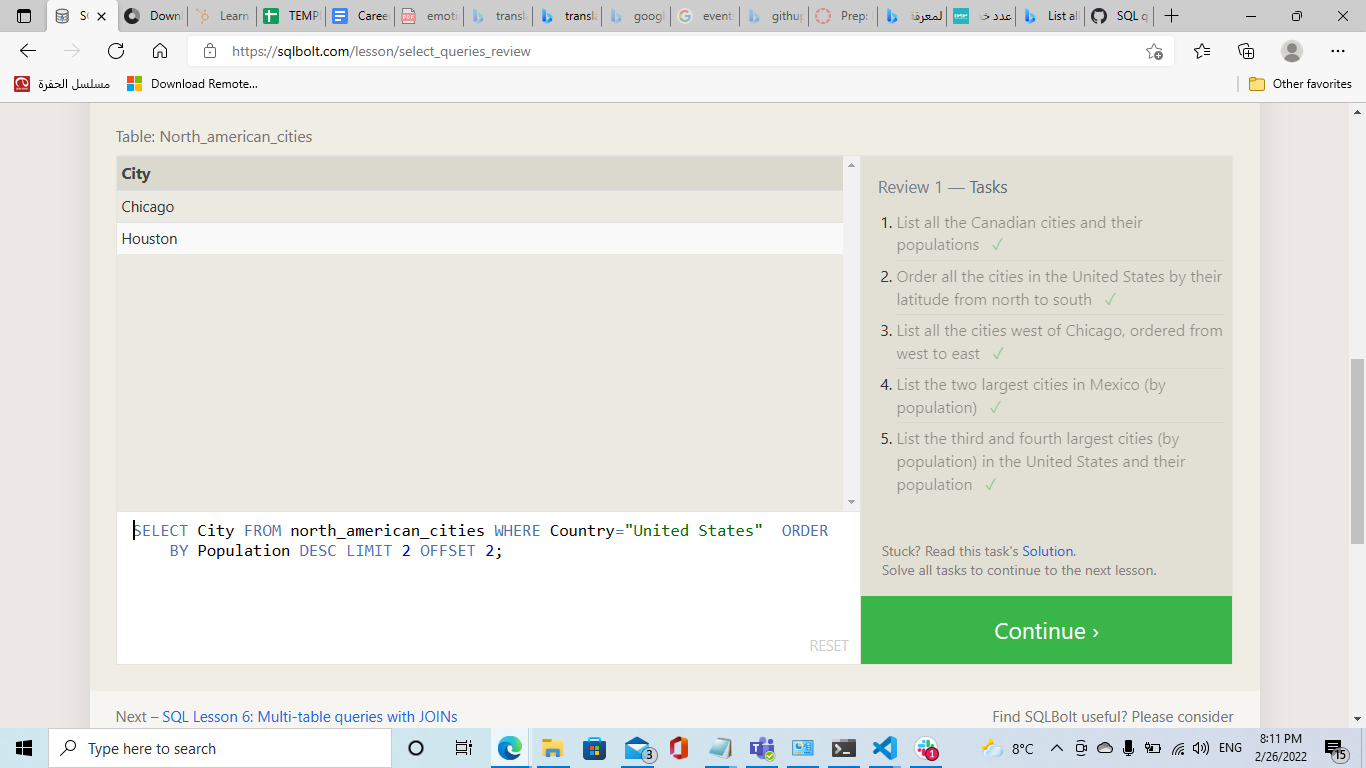 SC
Downl
Learn
TEMP
Caree
emoti
transla
transla
googl
event:
githup
Prep:
لمعرفة
عدد خ
List all
SQL q
https://sqlbolt.com/lesson/select_queries_review
مسلسل الحفرة
Download Remote...
Other favorites
Table: North_american_cities
City
Chicago
Houston
Review 1 — Tasks
1. List all the Canadian cities and their
populations ✓
2. Order all the cities in the United States by their
latitude from north to south ✓
3. List all the cities west of Chicago, ordered from
west to east ✓
4. List the two largest cities in Mexico (by
population) ✓
5. List the third and fourth largest cities (by
population) in the United States and their
population ✓
SELECT City FROM north_american_cities WHERE Country="United States"  ORDER
BY Population DESC LIMIT 2 OFFSET 2;
RESET
Stuck? Read this task's Solution.
Solve all tasks to continue to the next lesson.
Continue ›
Next – SQL Lesson 6: Multi-table queries with JOINs
Find SQLBolt useful? Please consider
Type here to search
3
1
8°C
ENG
8:11 PM
2/26/2022
15